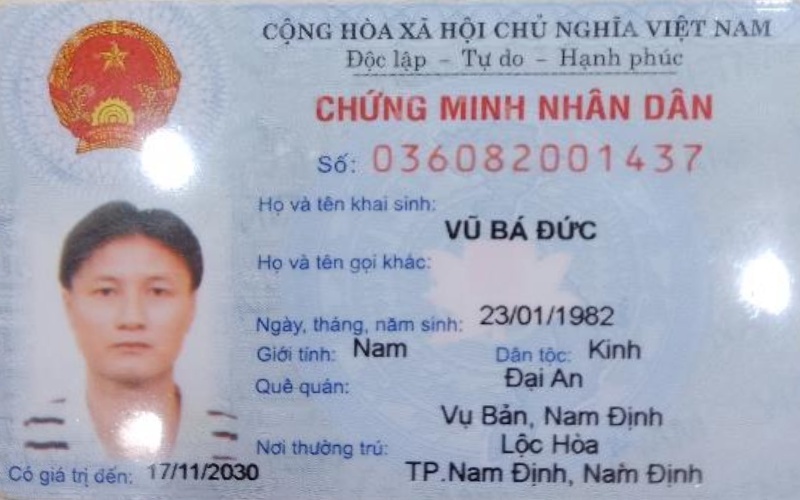 CỘNG HÒA XÃ HỘI CHỦ NGHĨA VIỆT NAM
Độc lập – Tự do – Hạnh phúc
CHỨNG MINH NHÂN DÂN
Số: 036082001437
Họ và tên khai sinh:
VŨ BÁ ĐỨC
Họ và tên gọi khác:
Ngày, tháng, năm sinh: 23/01/1982
Giới tính: Nam Dân tộc: Kinh
Quê quán: Đại An
Vụ Bản, Nam Định
Nơi thường trú: Lộc Hòa
TP.Nam Định, Nam Định
Có giá trị đến: 17/11/2030